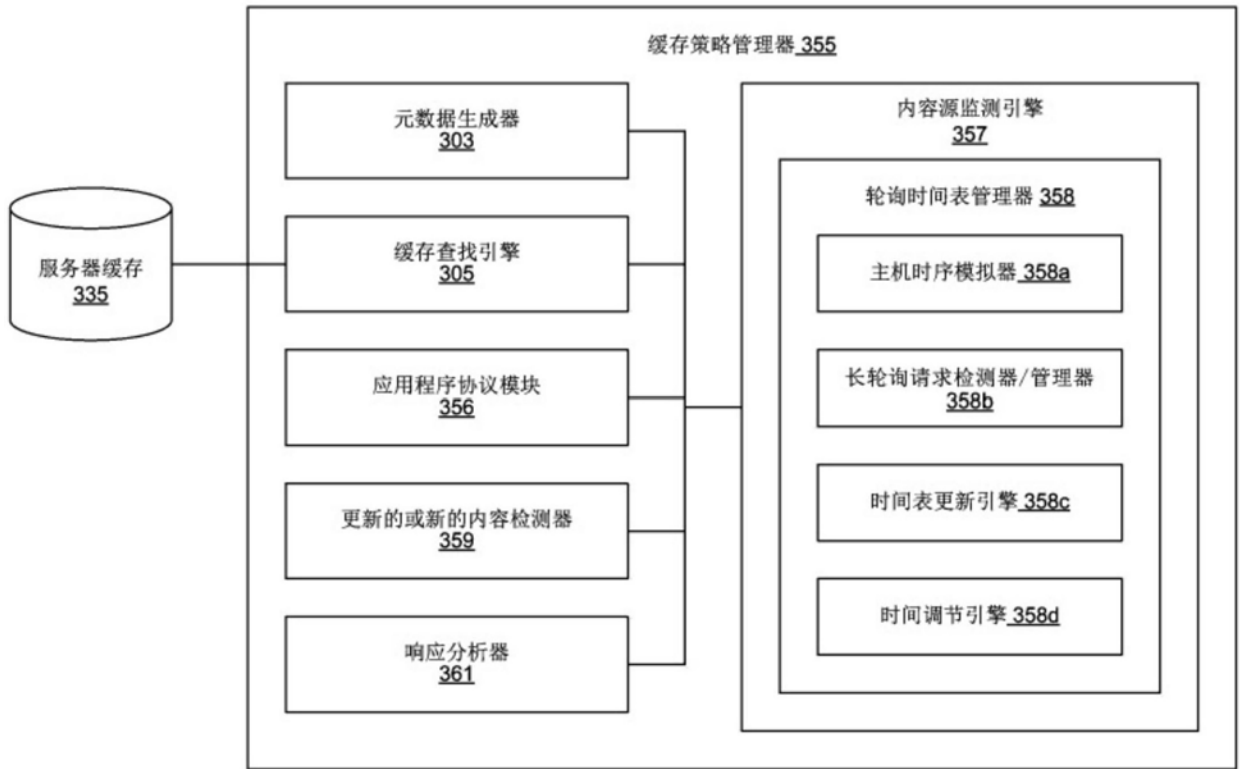 缓存策略管理器 355
元数据生成器
303
缓存查找引擎
305
应用程序协议模块
356
更新的或新的内容检测器
359
响应分析器
361
服务器缓存
335
内容源监测引擎
357
轮询时间表管理器 358
主机时序模拟器 358a
长轮询请求检测器/管理器
358b
时间表更新引擎 358c
时间调节引擎 358d